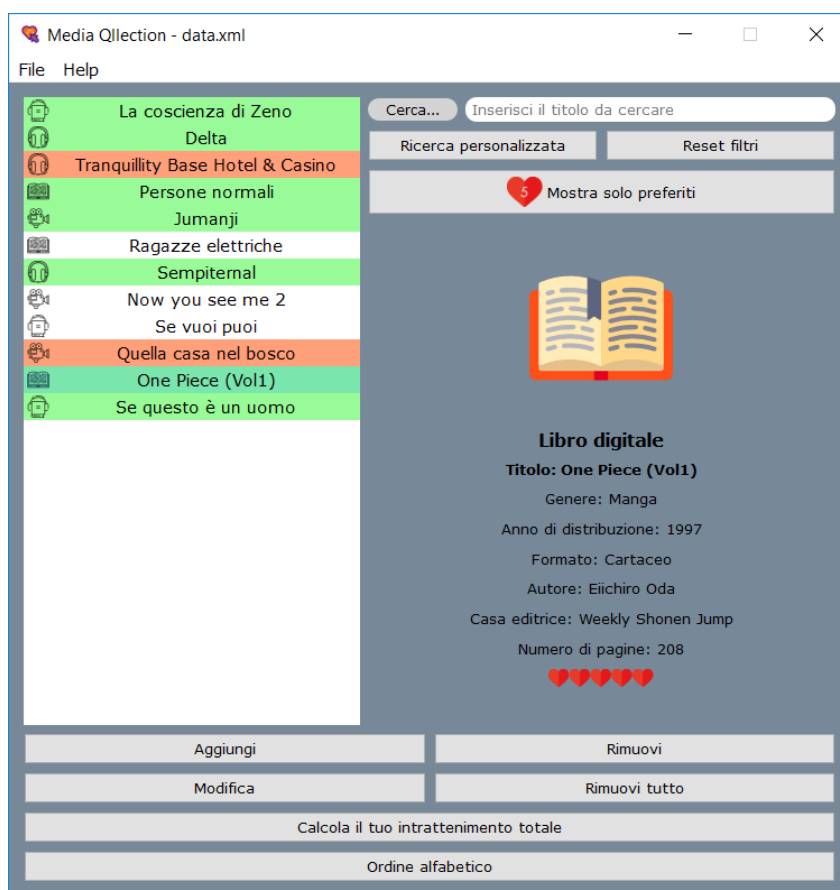 Media Qllection - data.xml
File Help
La coscienza di Zeno
Delta
Tranquillity Base Hotel & Casino
Persone normali
Jumanji
Ragazze elettriche
Sempiternal
Now you see me 2
Se vuoi puoi
Quella casa nel bosco
One Piece (Vol1)
Se questo è un uomo
Cerca... Inserisci il titolo da cercare
Ricerca personalizzata Reset filtri
5 Mostra solo preferiti
Libro digitale
Titolo: One Piece (Vol1)
Genere: Manga
Anno di distribuzione: 1997
Formato: Cartaceo
Autore: Eiichiro Oda
Casa editrice: Weekly Shonen Jump
Numero di pagine: 208
Aggiungi Rimuovi
Modifica Rimuovi tutto
Calcola il tuo intrattenimento totale
Ordine alfabetico